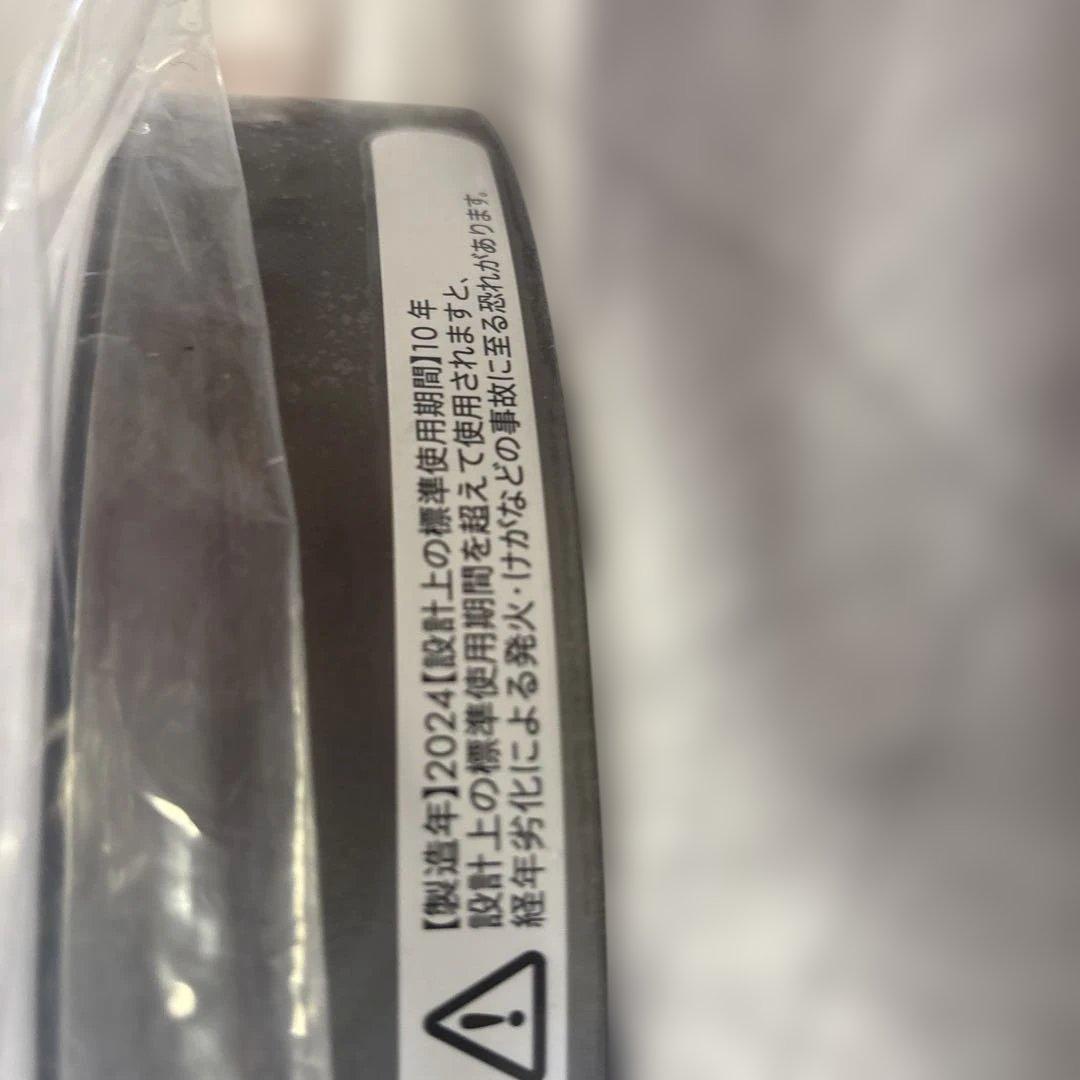 【製造年】2024【設計上の標準使用期間】10年
設計上の標準使用期間を超えて使用されますと、
経年劣化による発火・けがなどの事故に至る恐れがあります。